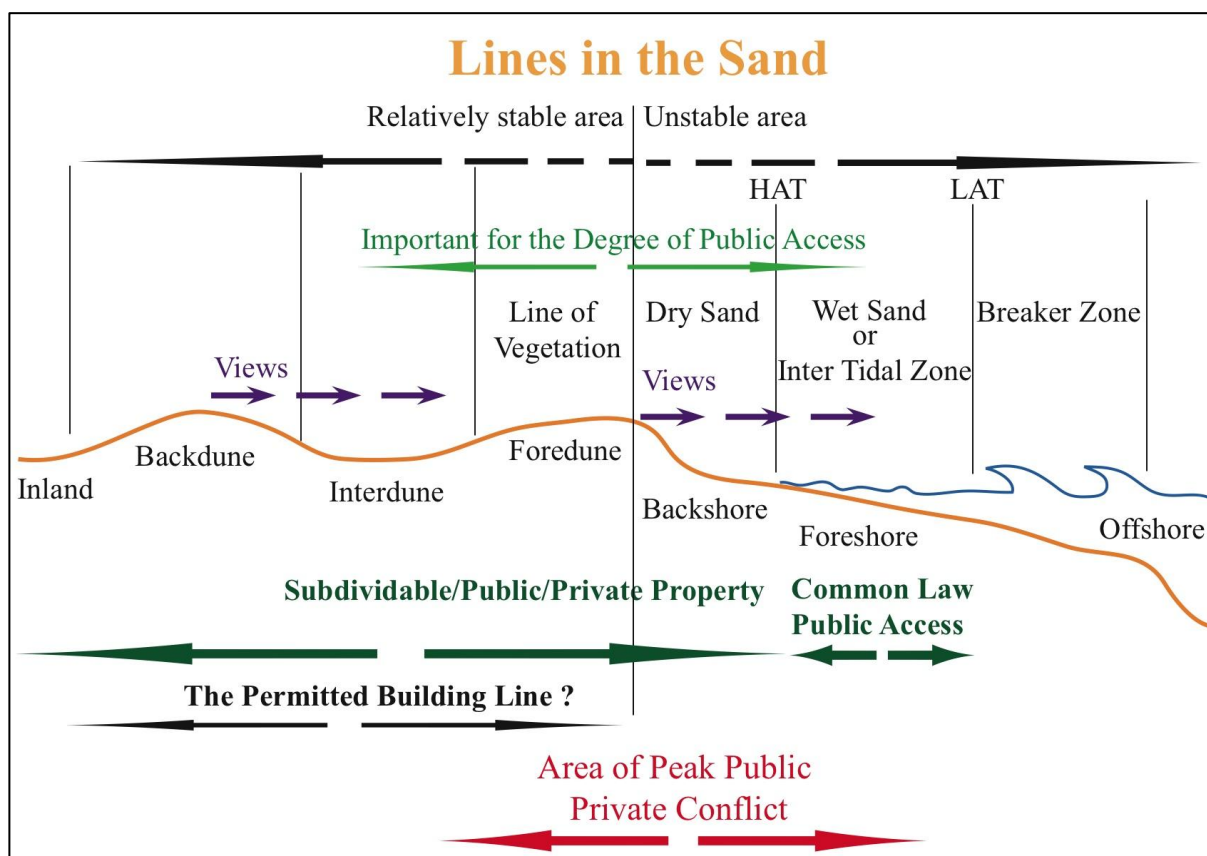 Lines in the Sand
Relatively stable area
Unstable area
HAT
LAT
Important for the Degree of Public Access
Line of
Vegetation
Dry Sand
Wet Sand
or
Inter Tidal Zone
Breaker Zone
Views
Views
Backdune
Foredune
Inland
Interdune
Backshore
Foreshore
Offshore
Subdividable/Public/Private Property
Common Law
Public Access
The Permitted Building Line ?
Area of Peak Public
Private Conflict